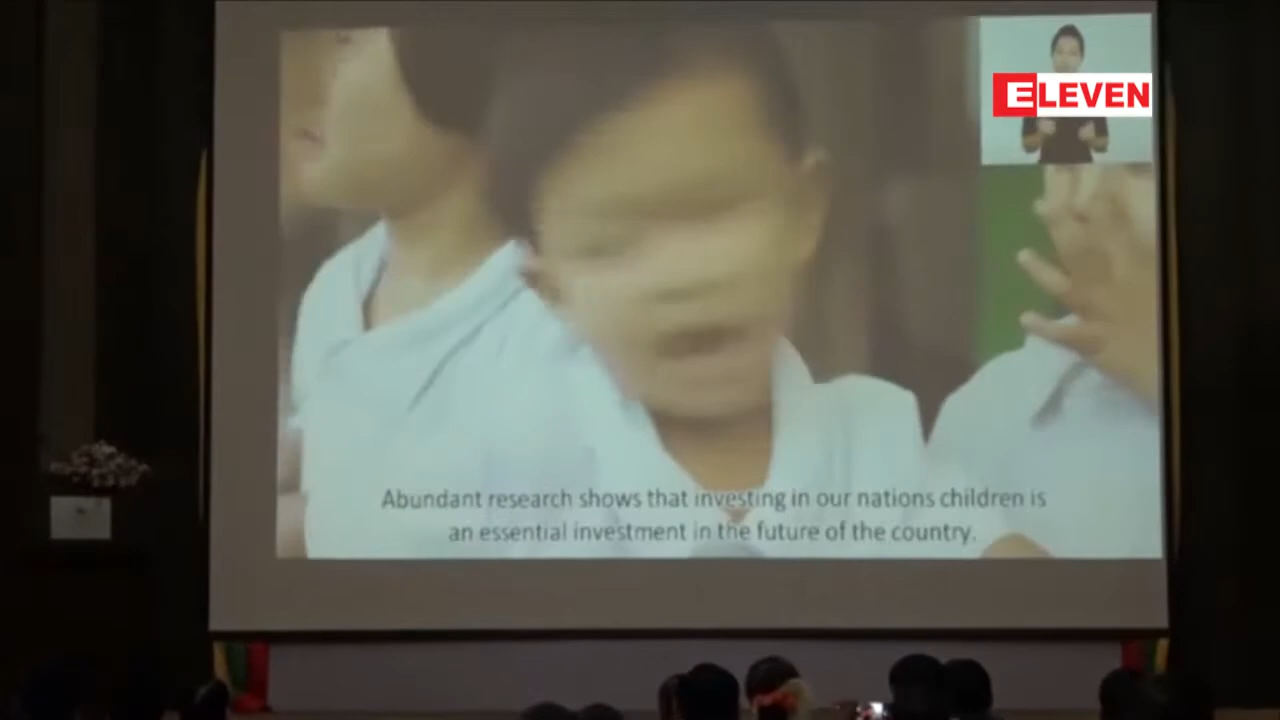 ELEVEN
Abundant research shows that investing in our nations children is
an essential investment in the future of the country.